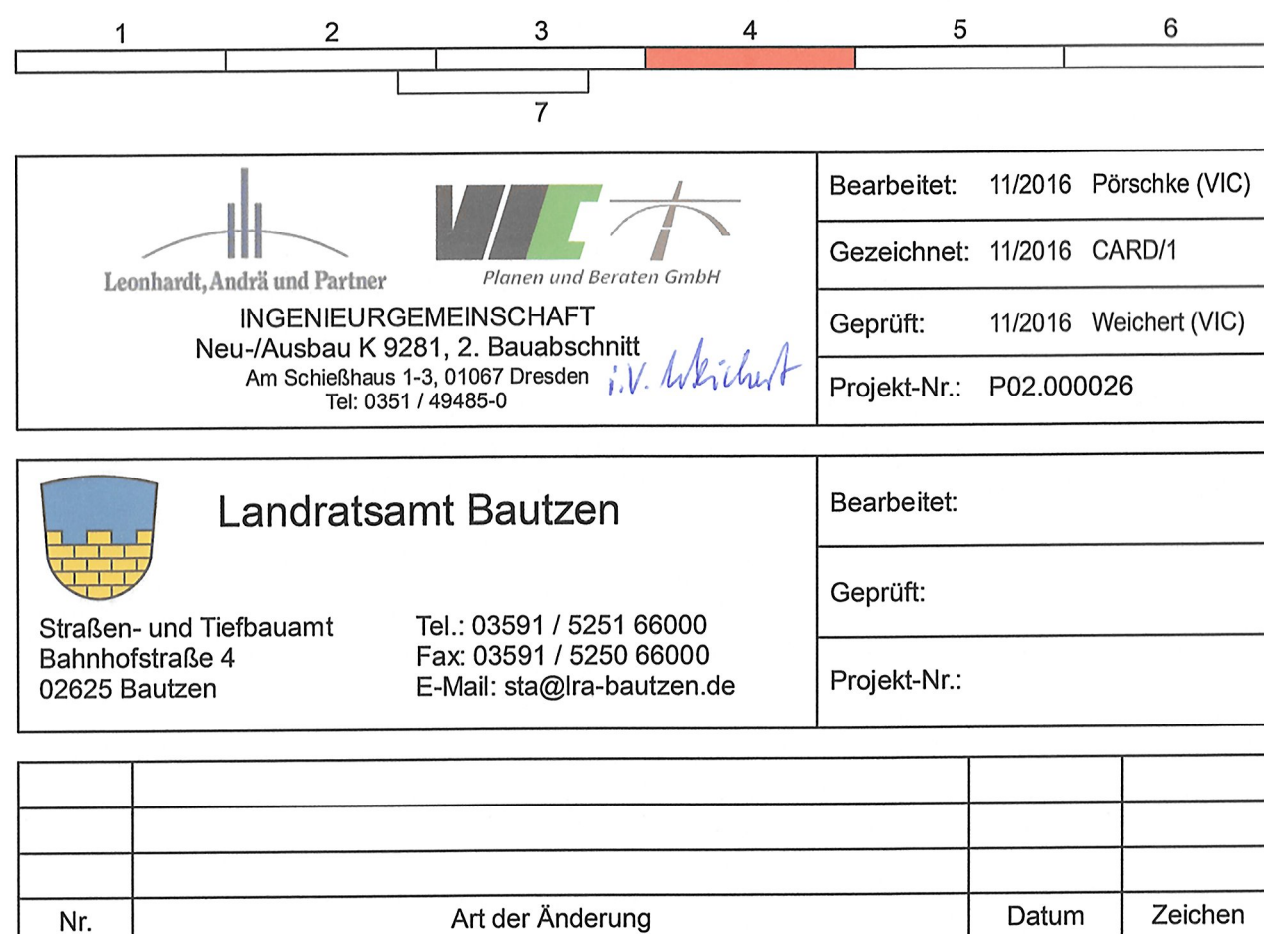 1 2 3 4 5 6
7
Leonhardt, Andrä und Partner
VIC
Planen und Beraten GmbH
INGENIEURGEMEINSCHAFT
Neu-/Ausbau K 9281, 2. Bauabschnitt
Am Schießhaus 1-3, 01067 Dresden
Tel: 0351 / 49485-0
i.V. Weichert
Bearbeitet: 11/2016 Pörschke (VIC)
Gezeichnet: 11/2016 CARD/1
Geprüft: 11/2016 Weichert (VIC)
Projekt-Nr.: P02.000026
Landratsamt Bautzen
Straßen- und Tiefbauamt
Bahnhofstraße 4
02625 Bautzen
Tel.: 03591 / 5251 66000
Fax: 03591 / 5250 66000
E-Mail: sta@lra-bautzen.de
Bearbeitet:
Geprüft:
Projekt-Nr.:
Nr. Art der Änderung Datum Zeichen